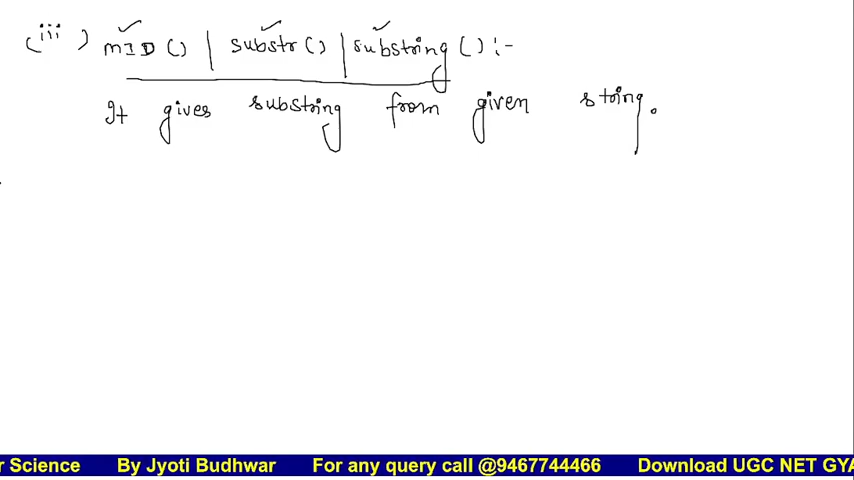 (iii) MID() | substr() | substring() :-
It gives substring from given string.
r Science By Jyoti Budhwar For any query call @9467744466 Download UGC NET GYA